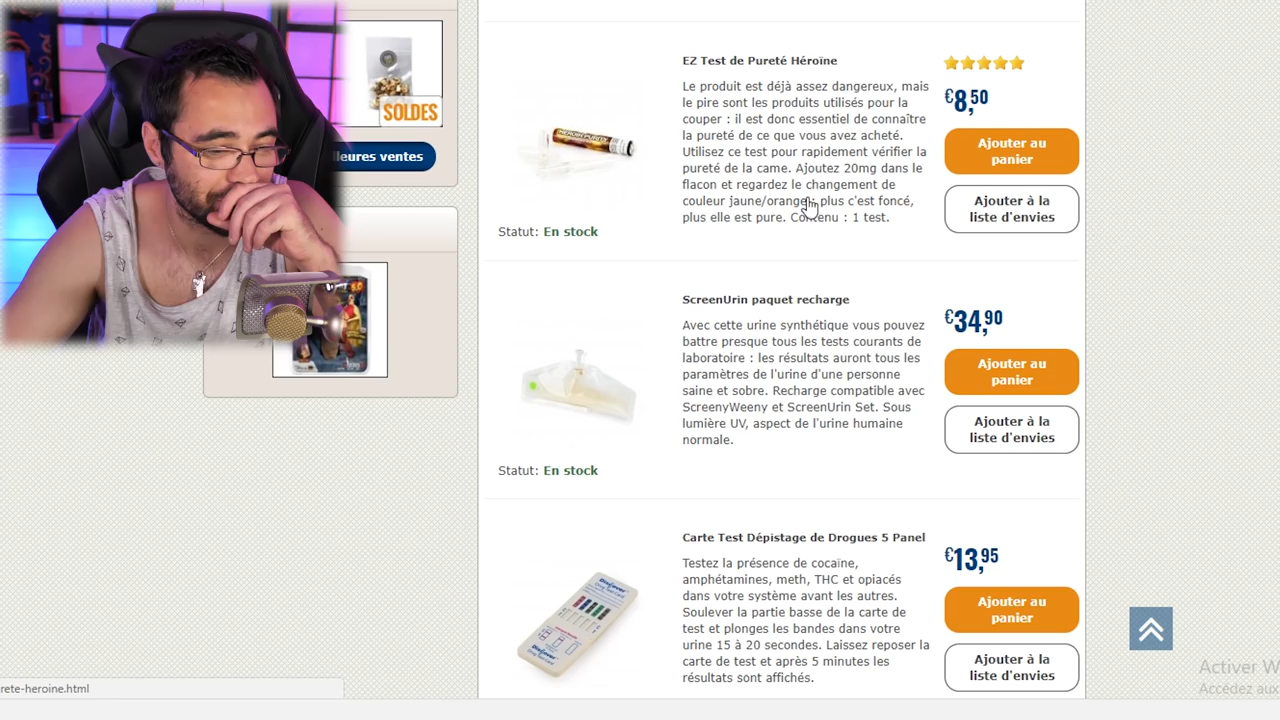 SOLDES
lleures ventes
EZ Test de Pureté Héroïne
Le produit est déjà assez dangereux, mais
le pire sont les produits utilisés pour la
couper : il est donc essentiel de connaître
la pureté de ce que vous avez acheté.
Utilisez ce test pour rapidement vérifier la
pureté de la came. Ajoutez 20mg dans le
flacon et regardez le changement de
couleur jaune/orange, plus c'est foncé,
plus elle est pure. Contenu : 1 test.
Statut: En stock
€8,50
Ajouter au
panier
Ajouter à la
liste d'envies
ScreenUrin paquet recharge
Avec cette urine synthétique vous pouvez
battre presque tous les tests courants de
laboratoire : les résultats auront tous les
paramètres de l'urine d'une personne
saine et sobre. Recharge compatible avec
ScreenyWeeny et ScreenUrin Set. Sous
lumière UV, aspect de l'urine humaine
normale.
Statut: En stock
€34,90
Ajouter au
panier
Ajouter à la
liste d'envies
Carte Test Dépistage de Drogues 5 Panel
Testez la présence de cocaïne,
amphétamines, meth, THC et opiacés
dans votre système avant les autres.
Soulever la partie basse de la carte de
test et plonges les bandes dans votre
urine 15 à 20 secondes. Laissez reposer la
carte de test et après 5 minutes les
résultats sont affichés.
€13,95
Ajouter au
panier
Ajouter à la
liste d'envies
rete-heroine.html
Activer W
Accédez aux